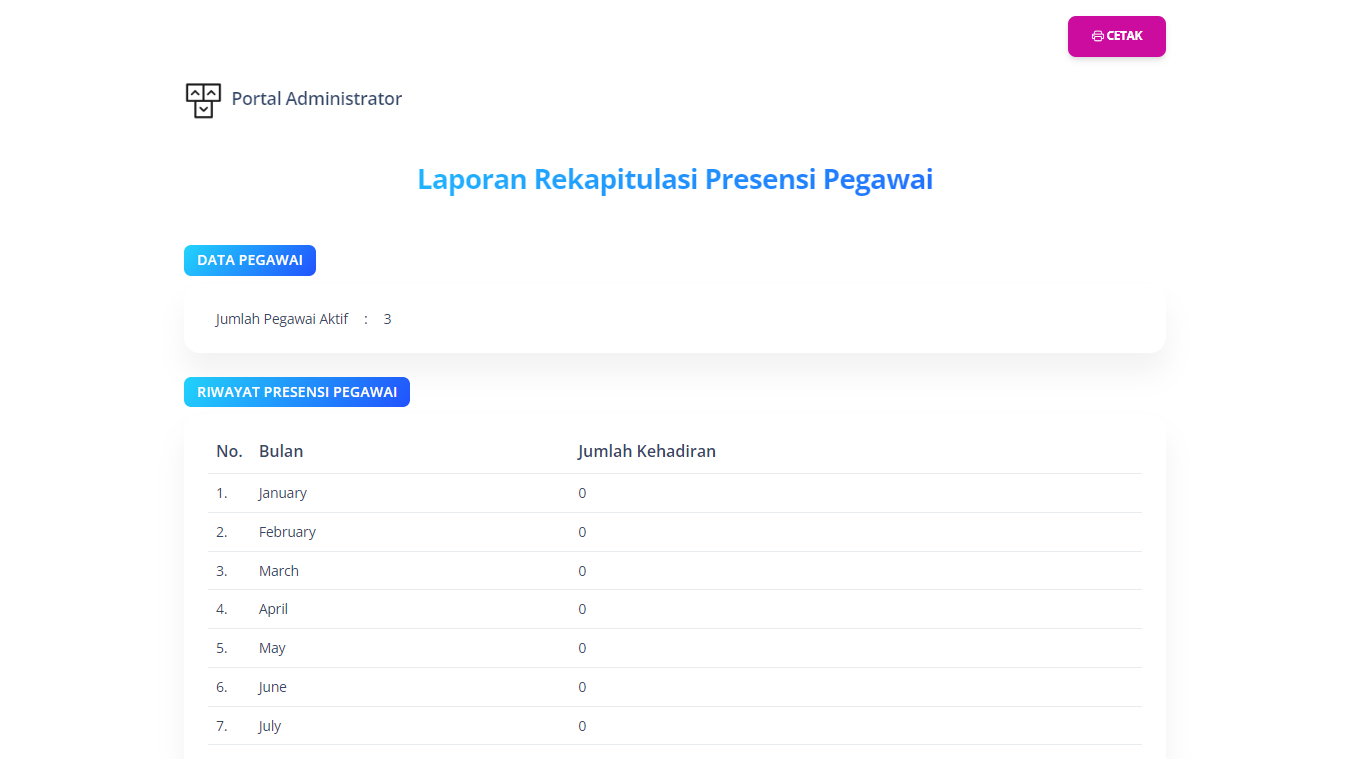 CETAK
Portal Administrator
Laporan Rekapitulasi Presensi Pegawai
DATA PEGAWAI
Jumlah Pegawai Aktif : 3
RIWAYAT PRESENSI PEGAWAI
No. Bulan Jumlah Kehadiran
1. January 0
2. February 0
3. March 0
4. April 0
5. May 0
6. June 0
7. July 0